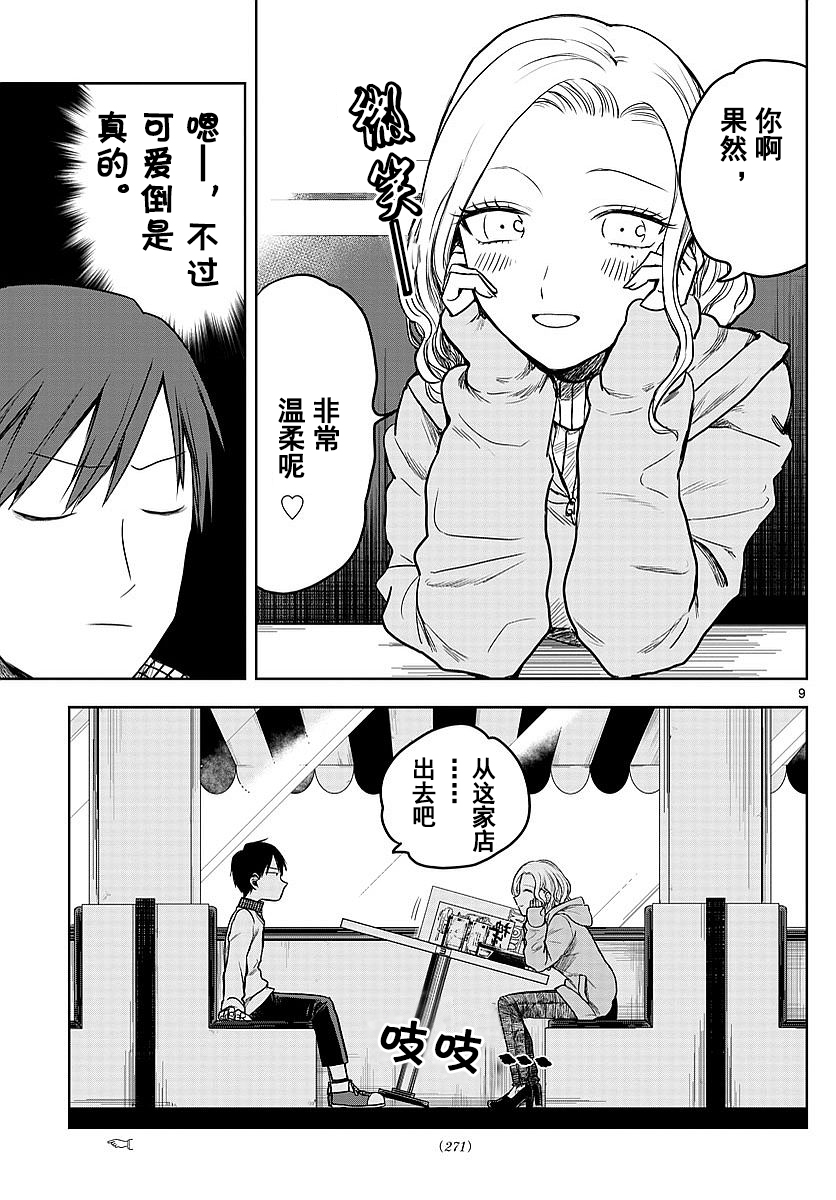 你啊
果然，
微笑——
非常
温柔呢♡
嗯—，不过
可爱倒是
真的。
9
从这家店
……
出去吧
吱吱…
(271)